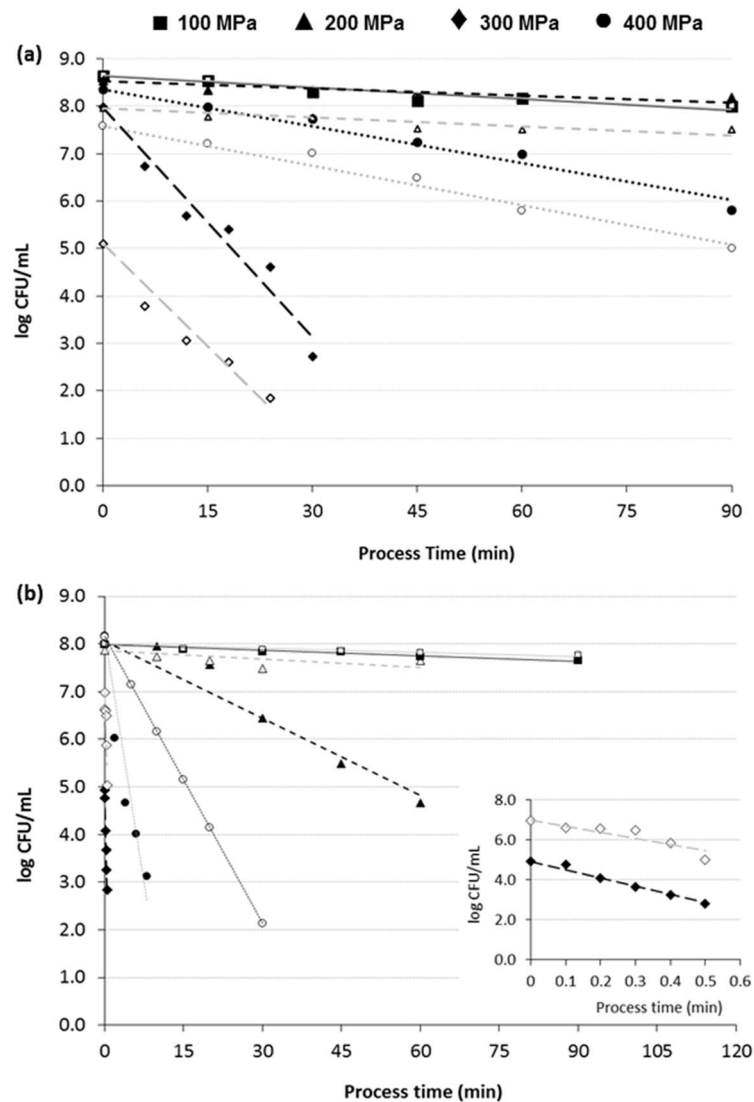 100 MPa 200 MPa 300 MPa 400 MPa
(a)
9.0
8.0
7.0
6.0
5.0
4.0
3.0
2.0
1.0
0.0
log CFU/mL
0 15 30 45 60 75 90
Process Time (min)
(b)
9.0
8.0
7.0
6.0
5.0
4.0
3.0
2.0
1.0
0.0
log CFU/mL
0 15 30 45 60 75 90 105 120
Process time (min)
8.0
6.0
4.0
2.0
0.0
log CFU/mL
0 0.1 0.2 0.3 0.4 0.5 0.6
Process time (min)